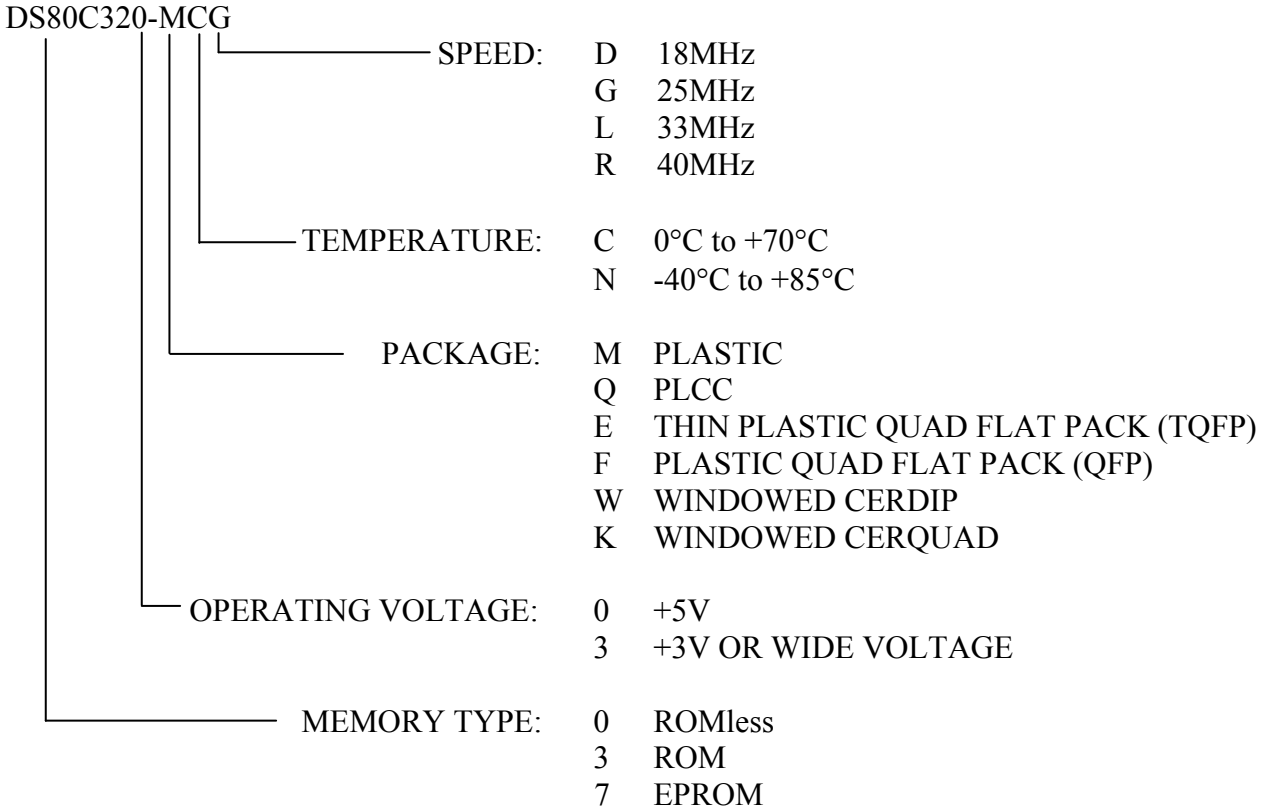 DS80C320-MCG
SPEED: D 18MHz
G 25MHz
L 33MHz
R 40MHz
TEMPERATURE: C 0°C to +70°C
N -40°C to +85°C
PACKAGE: M PLASTIC
Q PLCC
E THIN PLASTIC QUAD FLAT PACK (TQFP)
F PLASTIC QUAD FLAT PACK (QFP)
W WINDOWED CERDIP
K WINDOWED CERQUAD
OPERATING VOLTAGE: 0 +5V
3 +3V OR WIDE VOLTAGE
MEMORY TYPE: 0 ROMless
3 ROM
7 EPROM